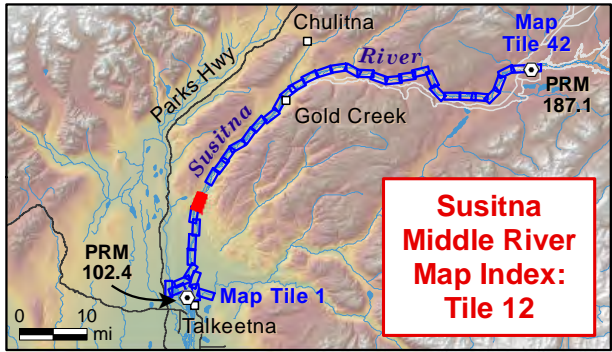 Chulitna
Map
Tile 42
River
Parks Hwy
PRM
187.1
Gold Creek
Susitna
Susitna
Middle River
Map Index:
Tile 12
PRM
102.4
Map Tile 1
0 10
mi
Talkeetna